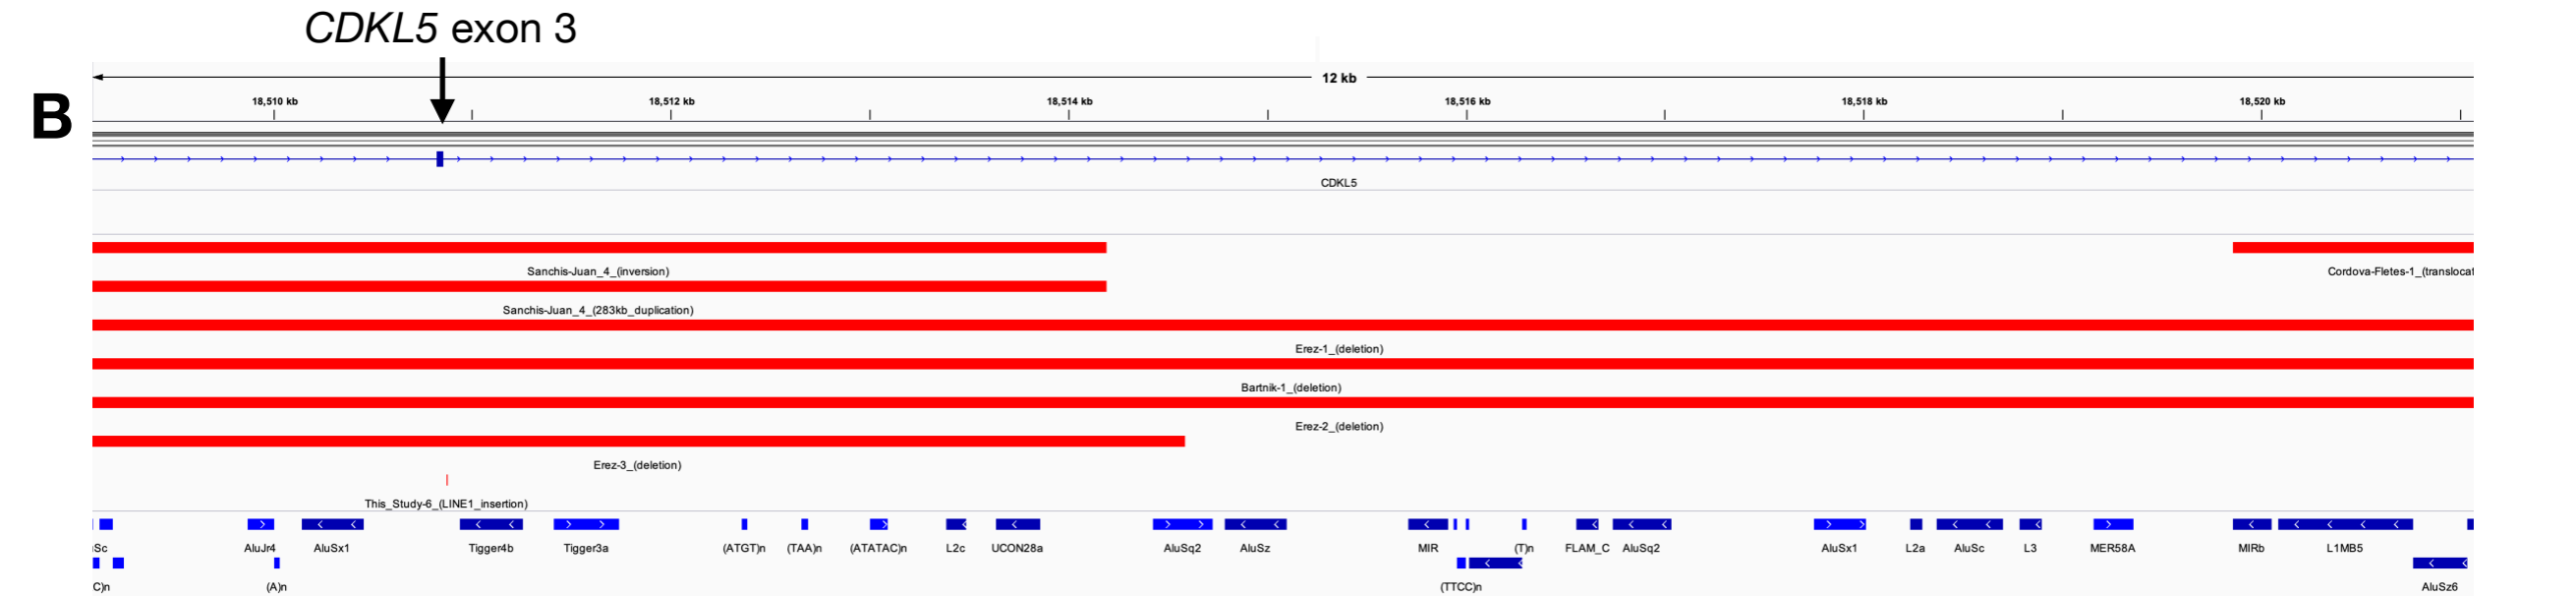 CDKL5 exon 3
B
12 kb
18,510 kb 18,512 kb 18,514 kb 18,516 kb 18,518 kb 18,520 kb
CDKL5
Sanchis-Juan_4_(inversion) Cordova-Fletes-1_(translocat
Sanchis-Juan_4_(283kb_duplication)
Erez-1_(deletion)
Bartnik-1_(deletion)
Erez-2_(deletion)
Erez-3_(deletion)
This_Study-6_(LINE1_insertion)
Sc AluJr4 AluSx1 Tigger4b Tigger3a (ATGT)n (TAA)n (ATATAC)n L2c UCON28a AluSq2 AluSz MIR (T)n FLAM_C AluSq2 AluSx1 L2a AluSc L3 MER58A MIRb L1MB5
C)n (A)n (TTCC)n AluSz6